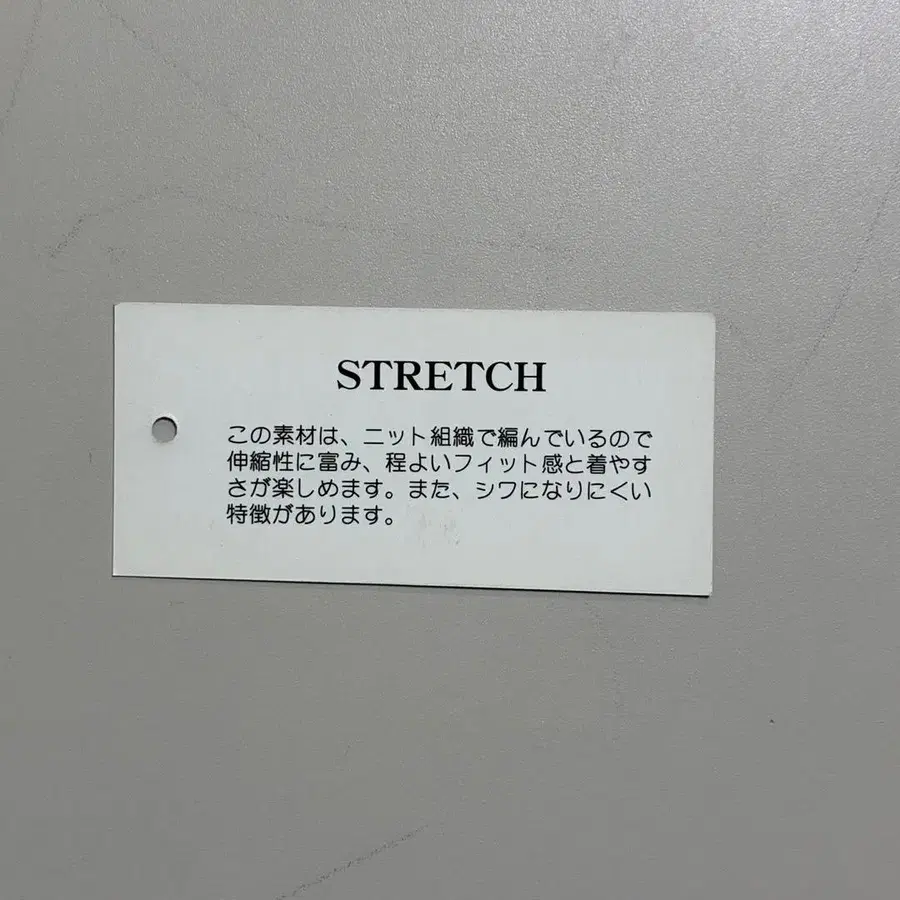 STRETCH
この素材は、ニット組織で編んでいるので
伸縮性に富み、程よいフィット感と着やす
さが楽しめます。また、シワになりにくい
特徴があります。